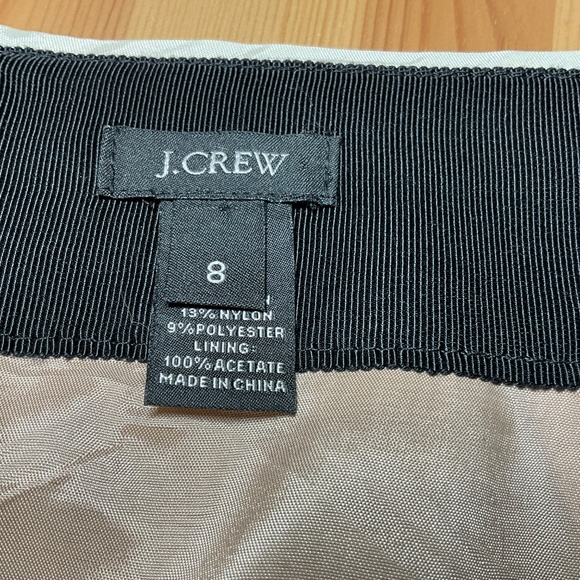 J.CREW
8
13% NYLON
9% POLYESTER
LINING:
100% ACETATE
MADE IN CHINA